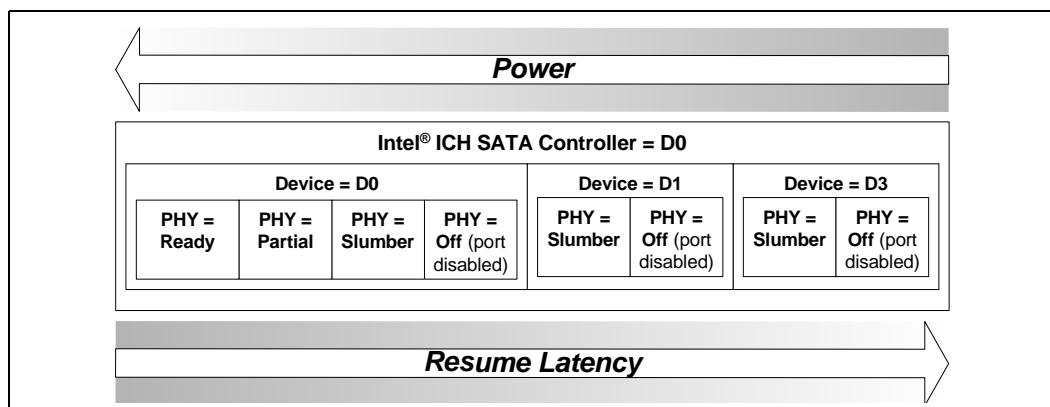 Power
Intel® ICH SATA Controller = D0
Device = D0
PHY =
Ready
PHY =
Partial
PHY =
Slumber
PHY =
Off (port
disabled)
Device = D1
PHY =
Slumber
PHY =
Off (port
disabled)
Device = D3
PHY =
Slumber
PHY =
Off (port
disabled)
Resume Latency